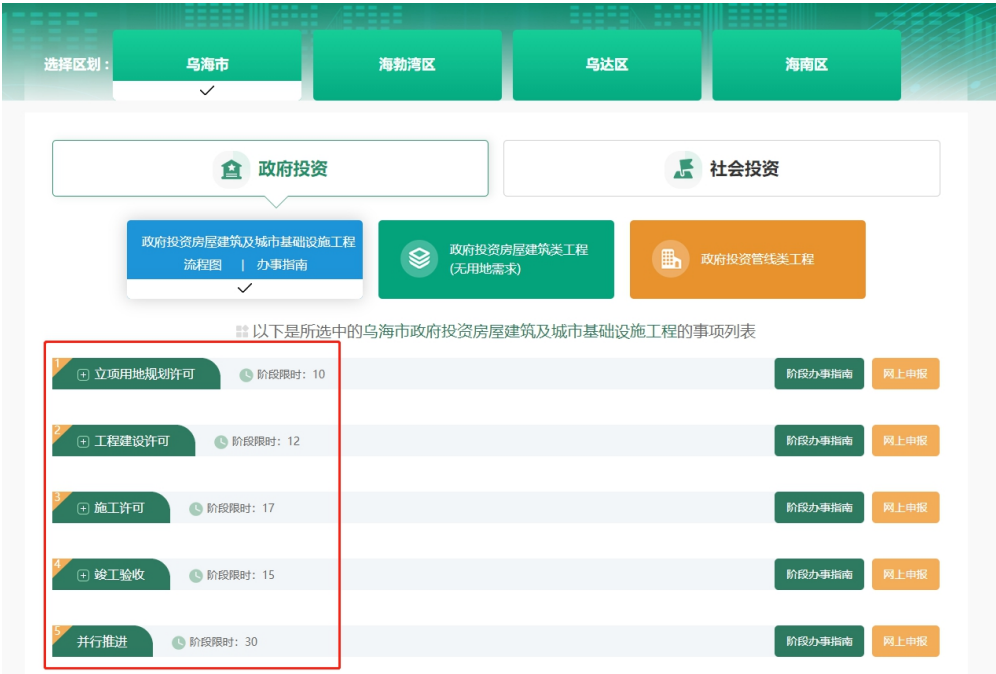 选择区划： 乌海市 海勃湾区 乌达区 海南区
政府投资 社会投资
政府投资房屋建筑及城市基础设施工程
流程图 | 办事指南
政府投资房屋建筑类工程
(无用地需求)
政府投资管线类工程
以下是所选中的乌海市政府投资房屋建筑及城市基础设施工程的事项列表
1 立项用地规划许可 阶段限时：10 阶段办事指南 网上申报
2 工程建设许可 阶段限时：12 阶段办事指南 网上申报
3 施工许可 阶段限时：17 阶段办事指南 网上申报
4 竣工验收 阶段限时：15 阶段办事指南 网上申报
5 并行推进 阶段限时：30 阶段办事指南 网上申报